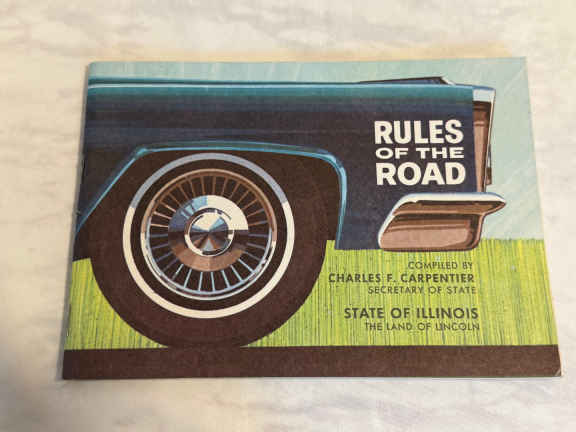 RULES
OF THE
ROAD
COMPILED BY
CHARLES F. CARPENTIER
SECRETARY OF STATE
STATE OF ILLINOIS
THE LAND OF LINCOLN